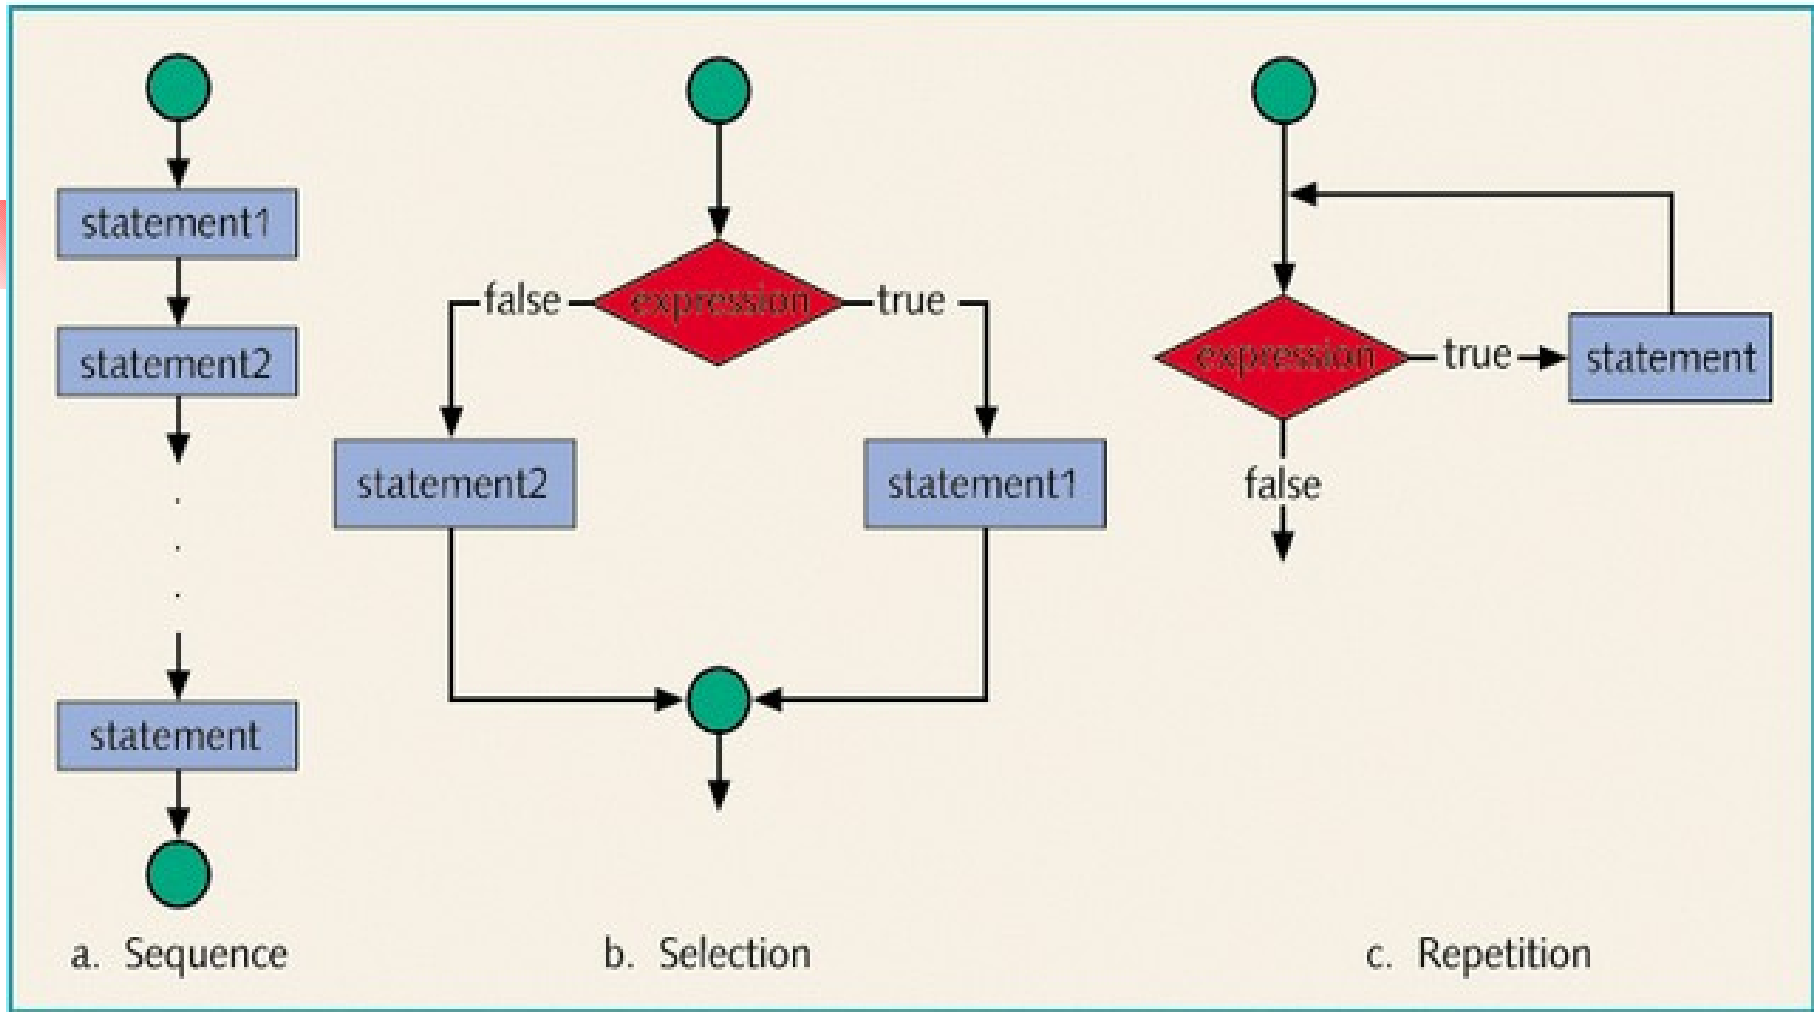 statement1
statement2
.
.
.
statement
a. Sequence
expression
false
true
statement2
statement1
b. Selection
expression
true
statement
false
c. Repetition